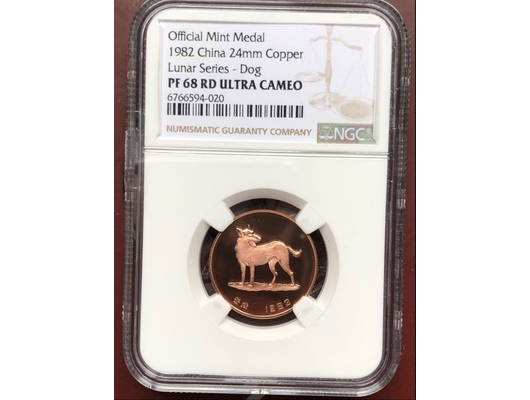 Official Mint Medal
1982 China 24mm Copper
Lunar Series - Dog
PF 68 RD ULTRA CAMEO
6766594-020
NUMISMATIC GUARANTY COMPANY
NGC
1982